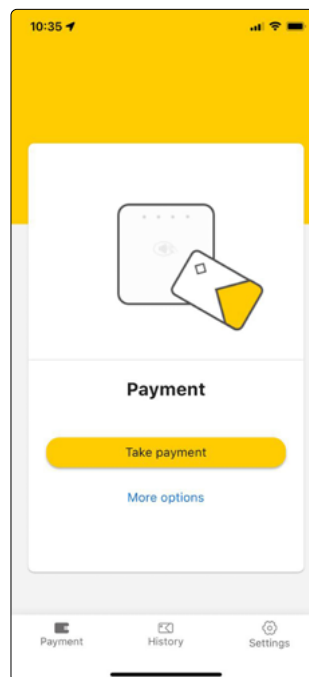 10:35
Payment
Take payment
More options
Payment
History
Settings